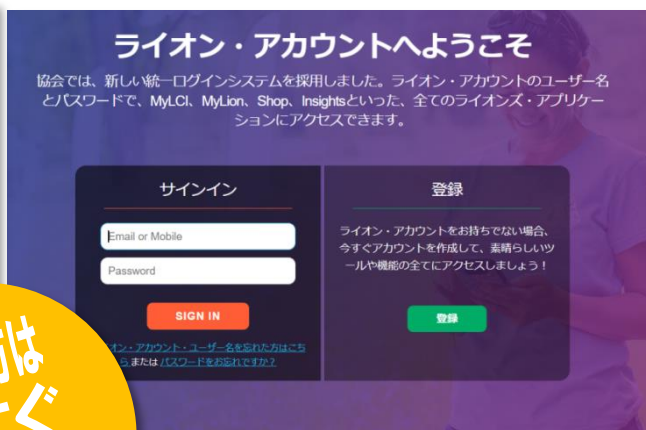 ライオン・アカウントへようこそ
協会では、新しい統一ログインシステムを採用しました。ライオン・アカウントのユーザー名
とパスワードで、MyLCI、MyLion、Shop、Insightsといった、全てのライオンズ・アプリケー
ションにアクセスできます。
サインイン
Email or Mobile
Password
SIGN IN
オン・アカウント・ユーザー名を忘れた方はこち
ら または パスワードをお忘れですか？
登録
ライオン・アカウントをお持ちでない場合、
今すぐアカウントを作成して、素晴らしいツ
ールや機能の全てにアクセスしましょう！
登録
は
ぐ